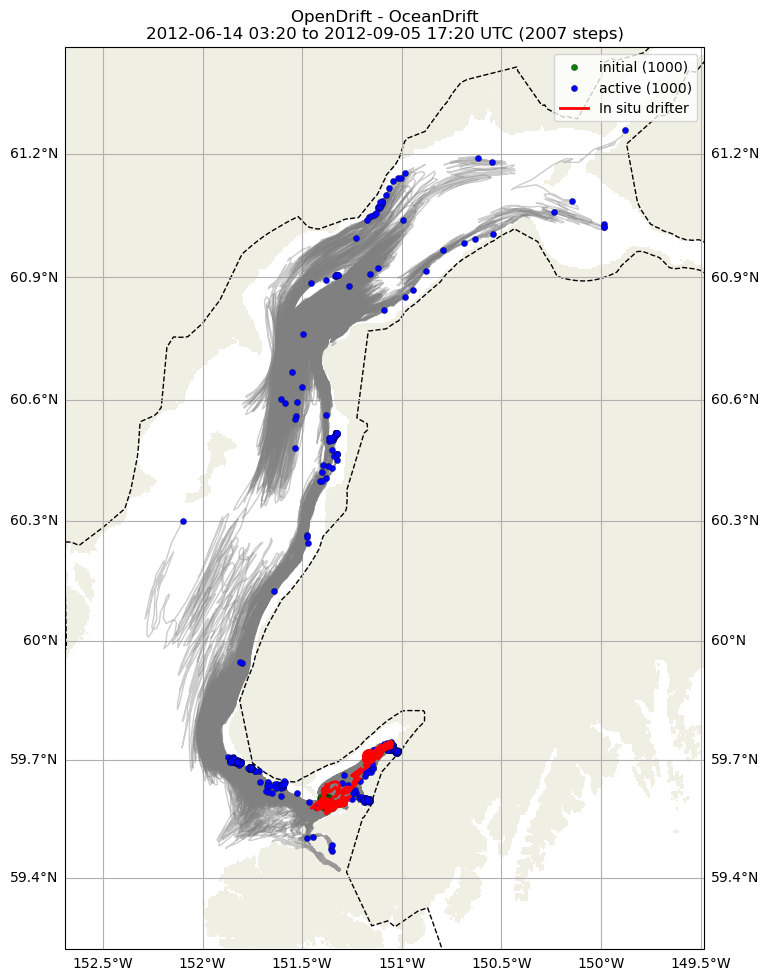 OpenDrift - OceanDrift
2012-06-14 03:20 to 2012-09-05 17:20 UTC (2007 steps)
initial (1000)
active (1000)
In situ drifter
61.2°N
61.2°N
60.9°N
60.9°N
60.6°N
60.6°N
60.3°N
60.3°N
60°N
60°N
59.7°N
59.7°N
59.4°N
59.4°N
152.5°W
152°W
151.5°W
151°W
150.5°W
150°W
149.5°W